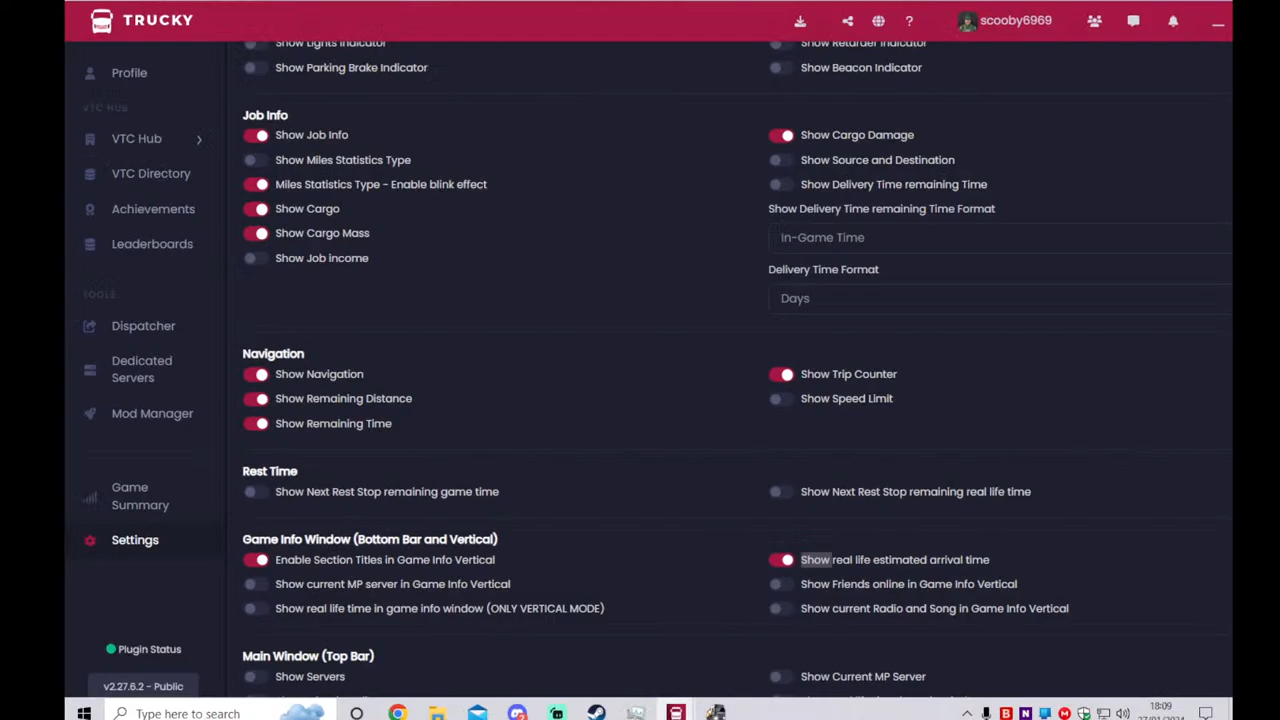 TRUCKY
scooby6969
Show Lights Indicator
Show Retarder Indicator
Profile
Show Parking Brake Indicator
Show Beacon Indicator
VTC HUB
VTC Hub
VTC Directory
Achievements
Leaderboards
TOOLS
Dispatcher
Dedicated
Servers
Mod Manager
Game
Summary
Settings
Plugin Status
v2.27.6.2 - Public
Job Info
Show Job Info
Show Cargo Damage
Show Miles Statistics Type
Show Source and Destination
Miles Statistics Type - Enable blink effect
Show Delivery Time remaining Time
Show Cargo
Show Delivery Time remaining Time Format
Show Cargo Mass
In-Game Time
Show Job income
Delivery Time Format
Days
Navigation
Show Navigation
Show Trip Counter
Show Remaining Distance
Show Speed Limit
Show Remaining Time
Rest Time
Show Next Rest Stop remaining game time
Show Next Rest Stop remaining real life time
Game Info Window (Bottom Bar and Vertical)
Enable Section Titles in Game Info Vertical
Show real life estimated arrival time
Show current MP server in Game Info Vertical
Show Friends online in Game Info Vertical
Show real life time in game info window (ONLY VERTICAL MODE)
Show current Radio and Song in Game Info Vertical
Main Window (Top Bar)
Show Servers
Show Current MP Server
Type here to search
18:09